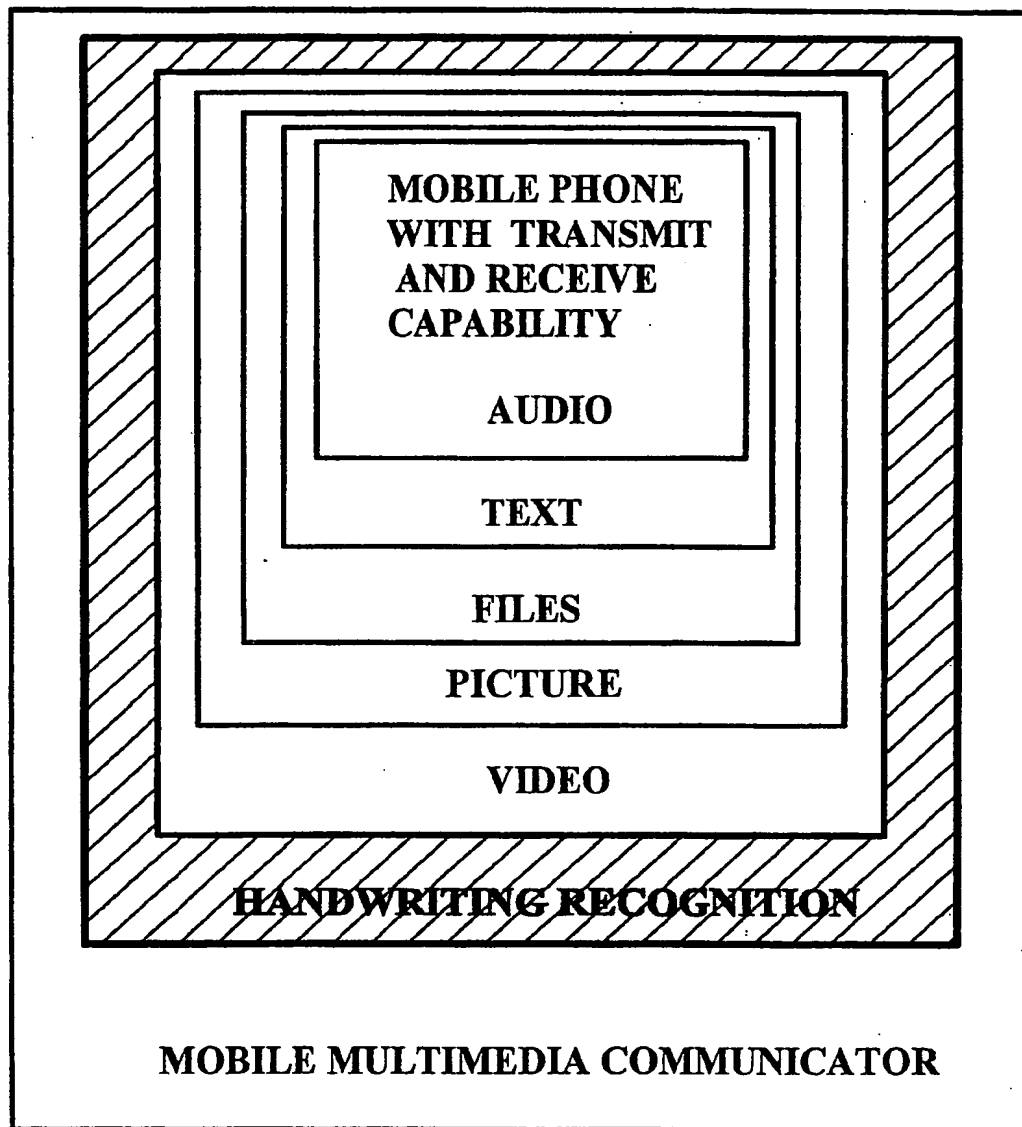 MOBILE PHONE
WITH TRANSMIT
AND RECEIVE
CAPABILITY
AUDIO
TEXT
FILES
PICTURE
VIDEO
HANDWRITING RECOGNITION
MOBILE MULTIMEDIA COMMUNICATOR